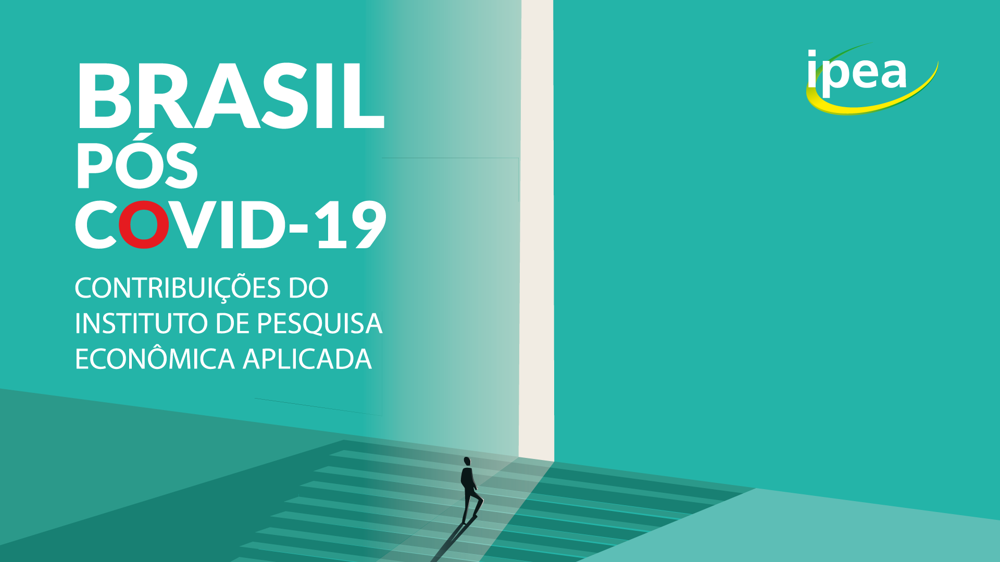 BRASIL
PÓS
COVID-19
CONTRIBUIÇÕES DO
INSTITUTO DE PESQUISA
ECONÔMICA APLICADA
ipea